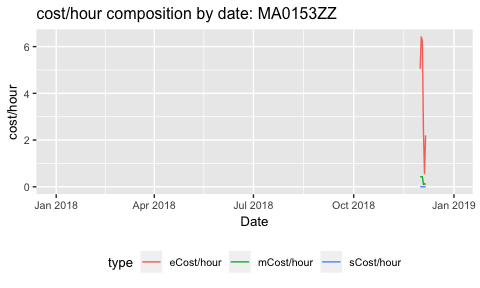 cost/hour composition by date: MA0153ZZ
6
4
2
0
cost/hour
Jan 2018 Apr 2018 Jul 2018 Oct 2018 Jan 2019
Date
type eCost/hour mCost/hour sCost/hour